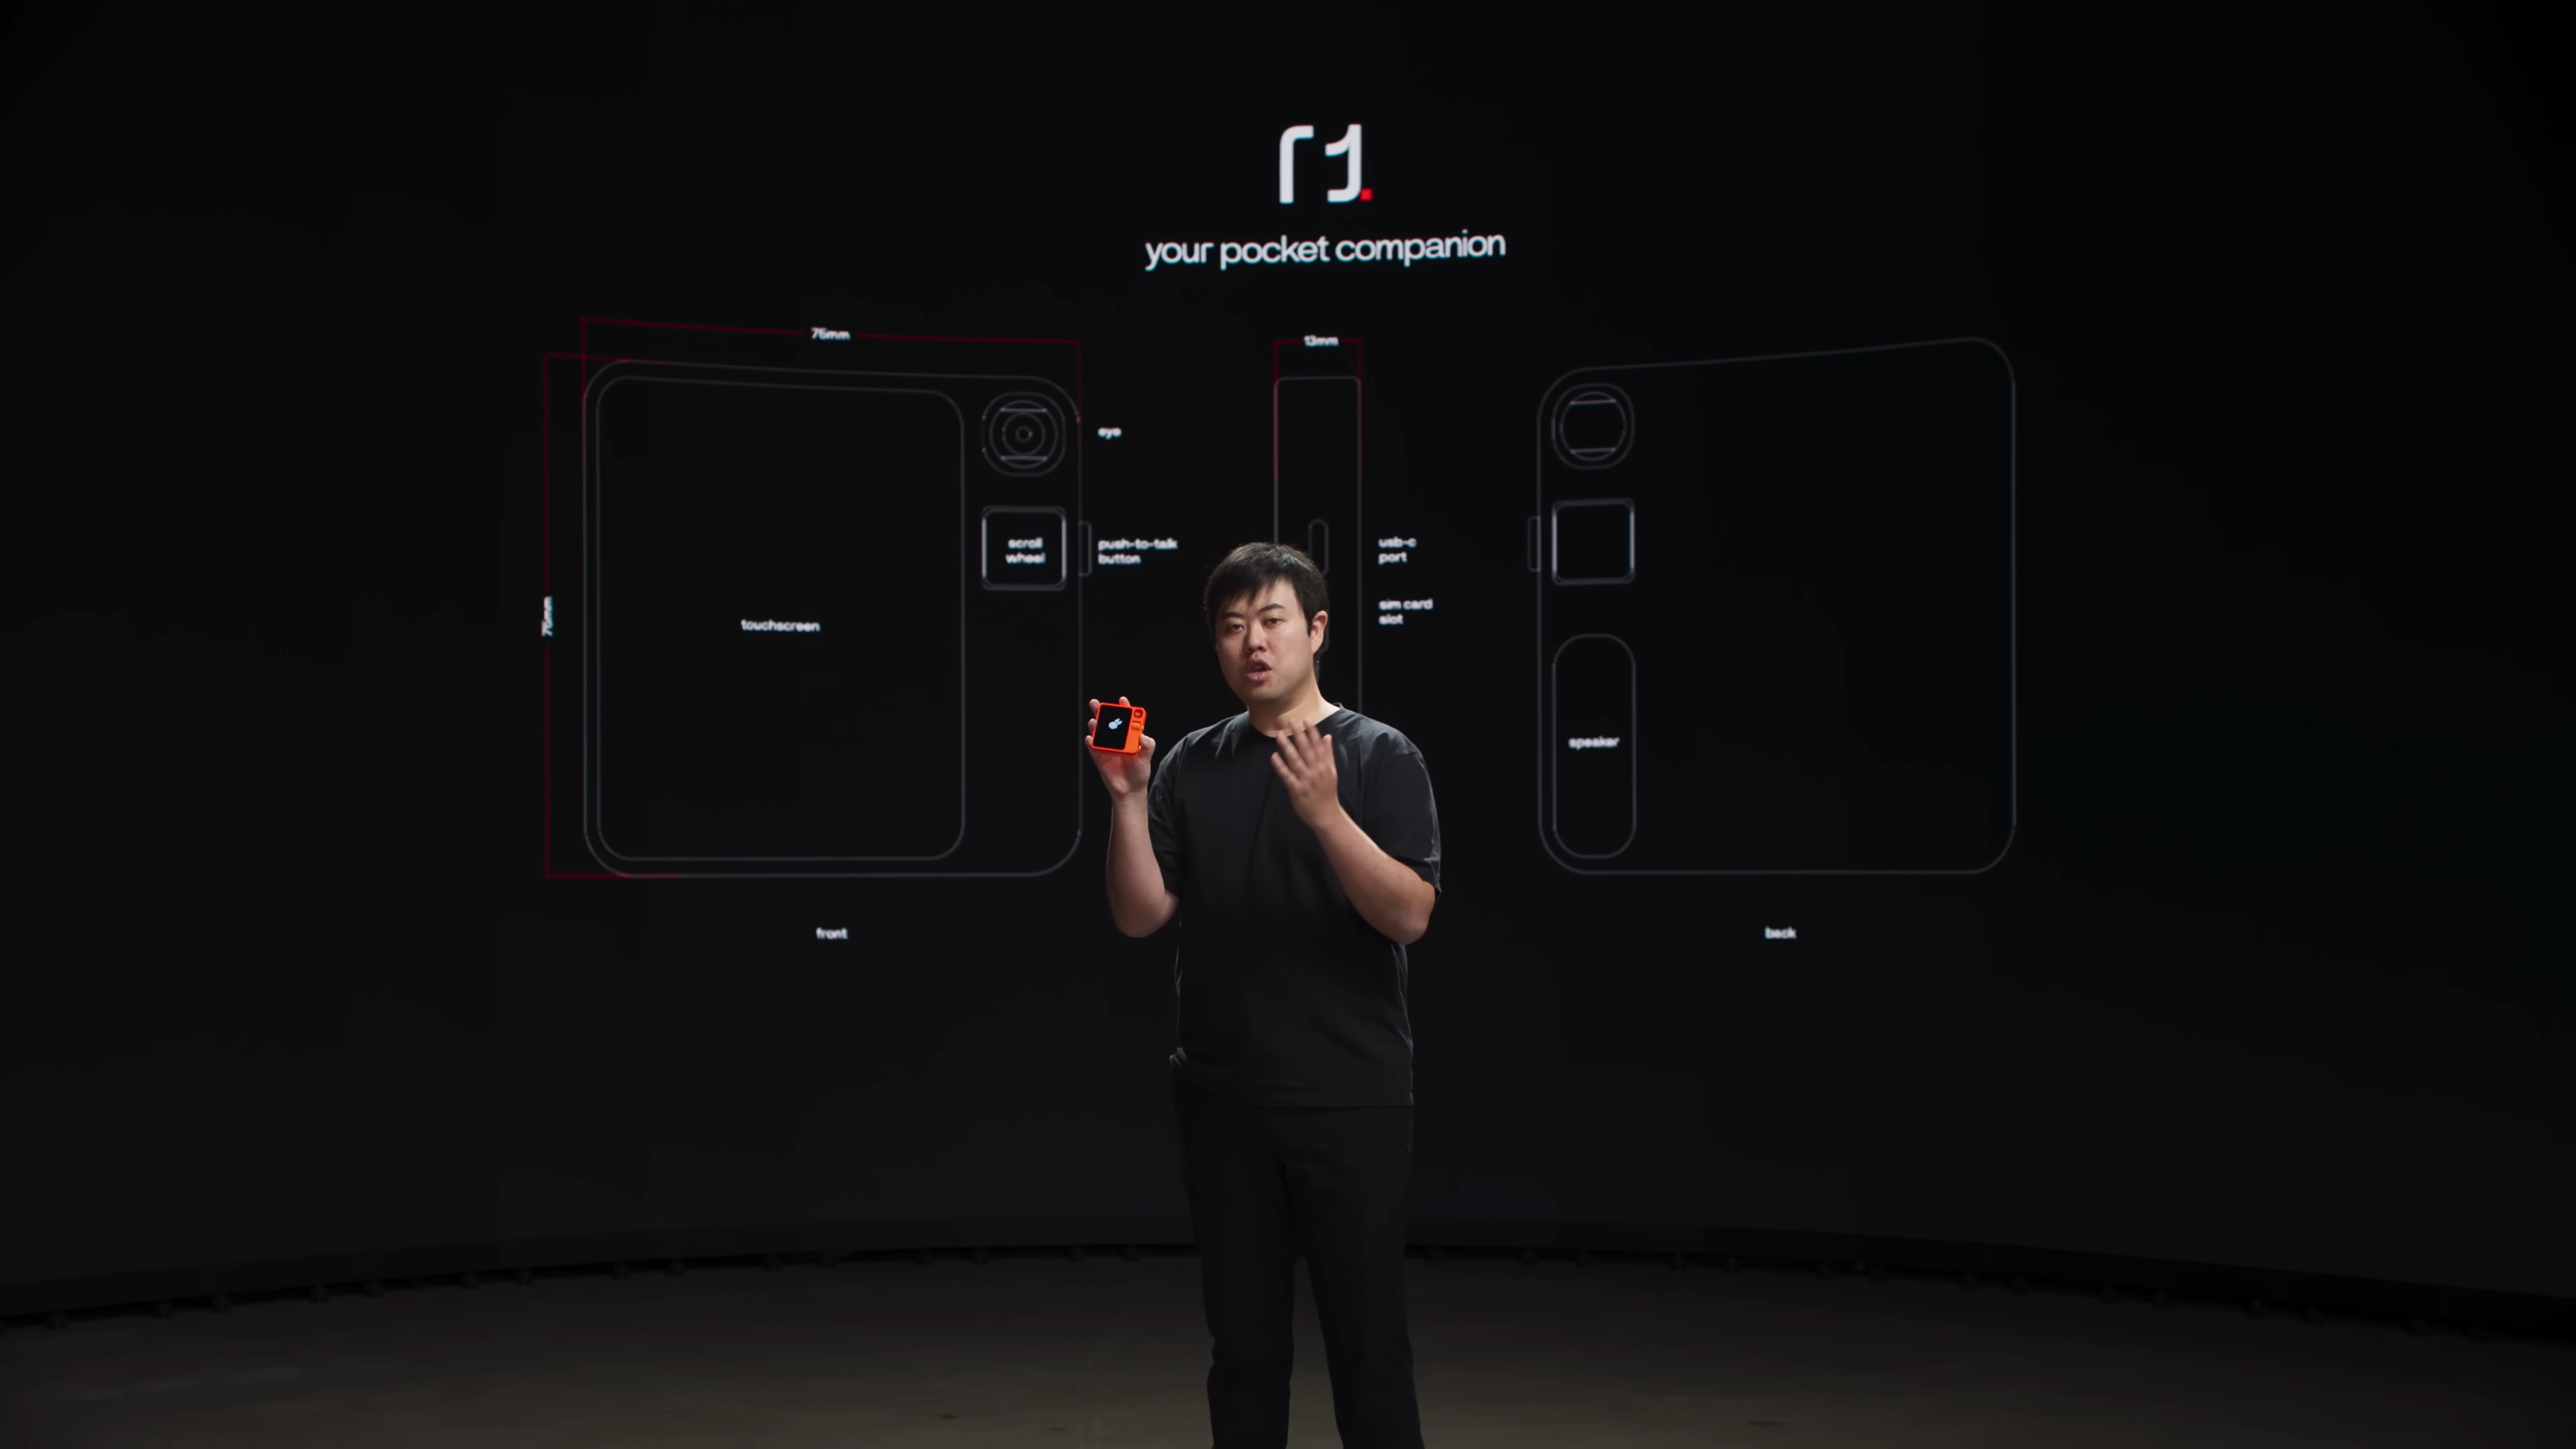 r1.
your pocket companion
76mm
13mm
eye
scroll
wheel
push-to-talk
button
usb-c
port
sim card
slot
76mm
touchscreen
speaker
front
back